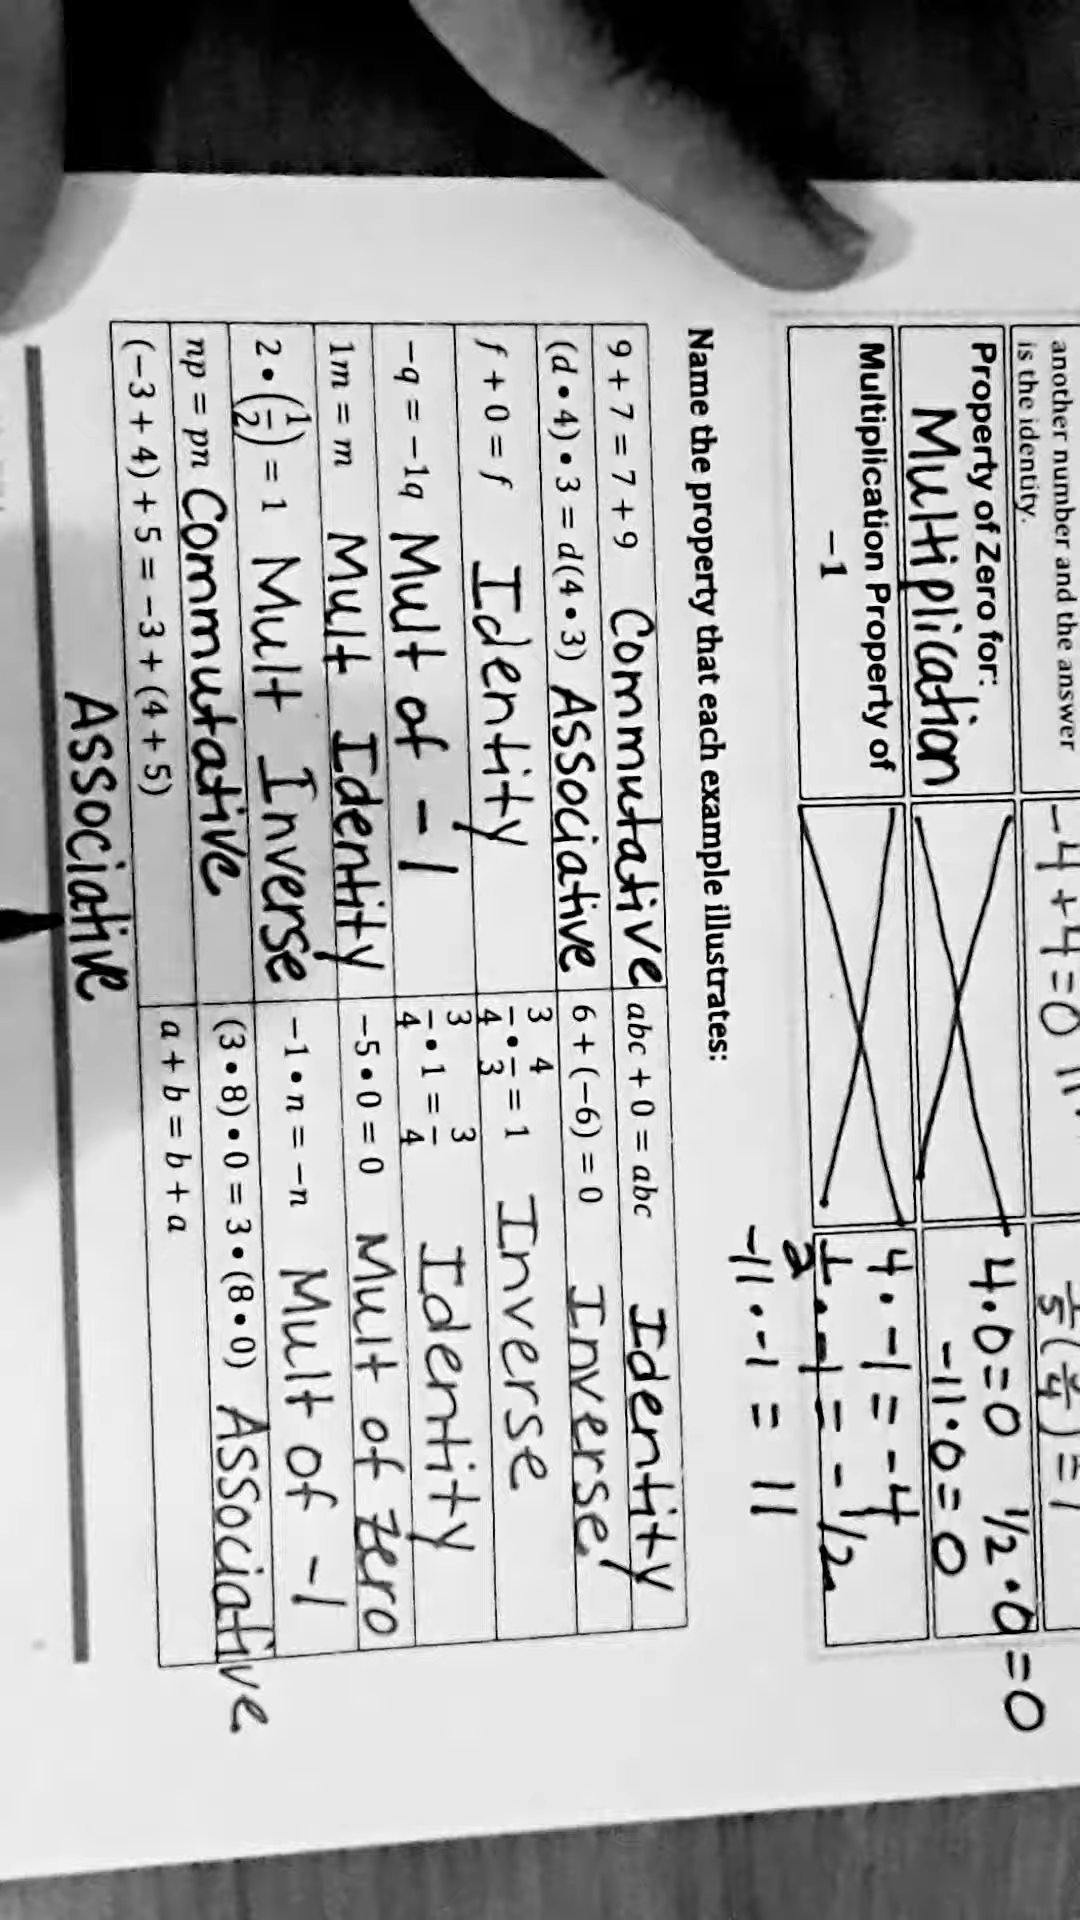 another number and the answer
is the identity.
-4 + 4 = 0
Property of Zero for:
Multiplication
4 • 0 = 0 1/2 • 0 = 0
-11 • 0 = 0
Multiplication Property of
-1
4 • -1 = -4
1/2 • -1 = -1/2
-11 • -1 = 11
Name the property that each example illustrates:
9 + 7 = 7 + 9 Commutative
abc + 0 = abc Identity
(d • 4) • 3 = d(4 • 3) Associative
6 + (−6) = 0 Inverse
f + 0 = f Identity
3/4 • 4/3 = 1 Inverse
−q = −1q Mult of -1
3/4 • 1 = 3/4 Identity
1m = m Mult Identity
−5 • 0 = 0 Mult of zero
2 • (1/2) = 1 Mult Inverse
−1 • n = −n Mult of -1
np = pn Commutative
(3 • 8) • 0 = 3 • (8 • 0) Associative
(−3 + 4) + 5 = −3 + (4 + 5)
Associative
a + b = b + a